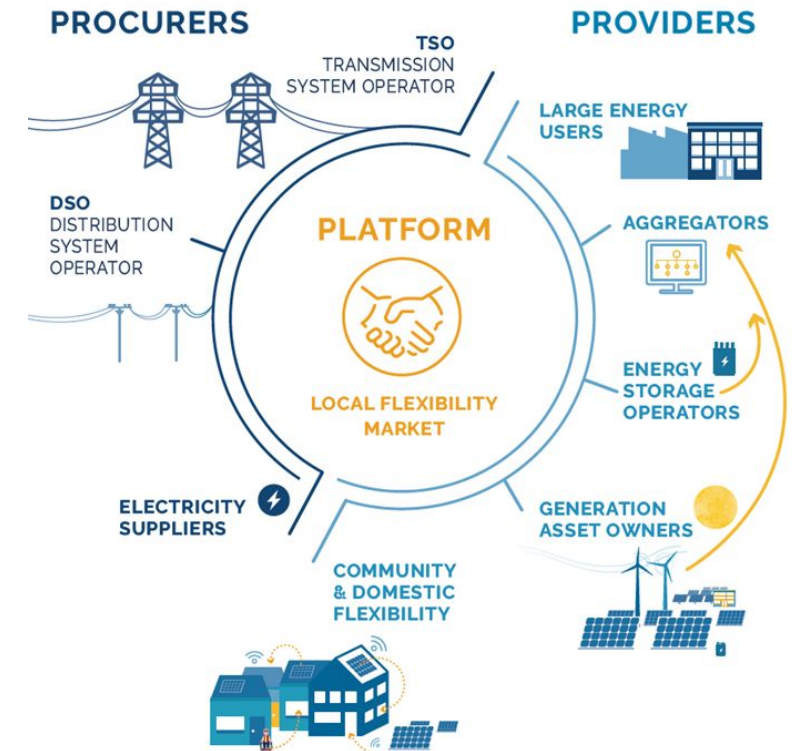 PROCURERS
PROVIDERS
TSO
TRANSMISSION
SYSTEM OPERATOR
LARGE ENERGY
USERS
DSO
DISTRIBUTION
SYSTEM
OPERATOR
PLATFORM
LOCAL FLEXIBILITY
MARKET
AGGREGATORS
ENERGY
STORAGE
OPERATORS
ELECTRICITY
SUPPLIERS
GENERATION
ASSET OWNERS
COMMUNITY
& DOMESTIC
FLEXIBILITY